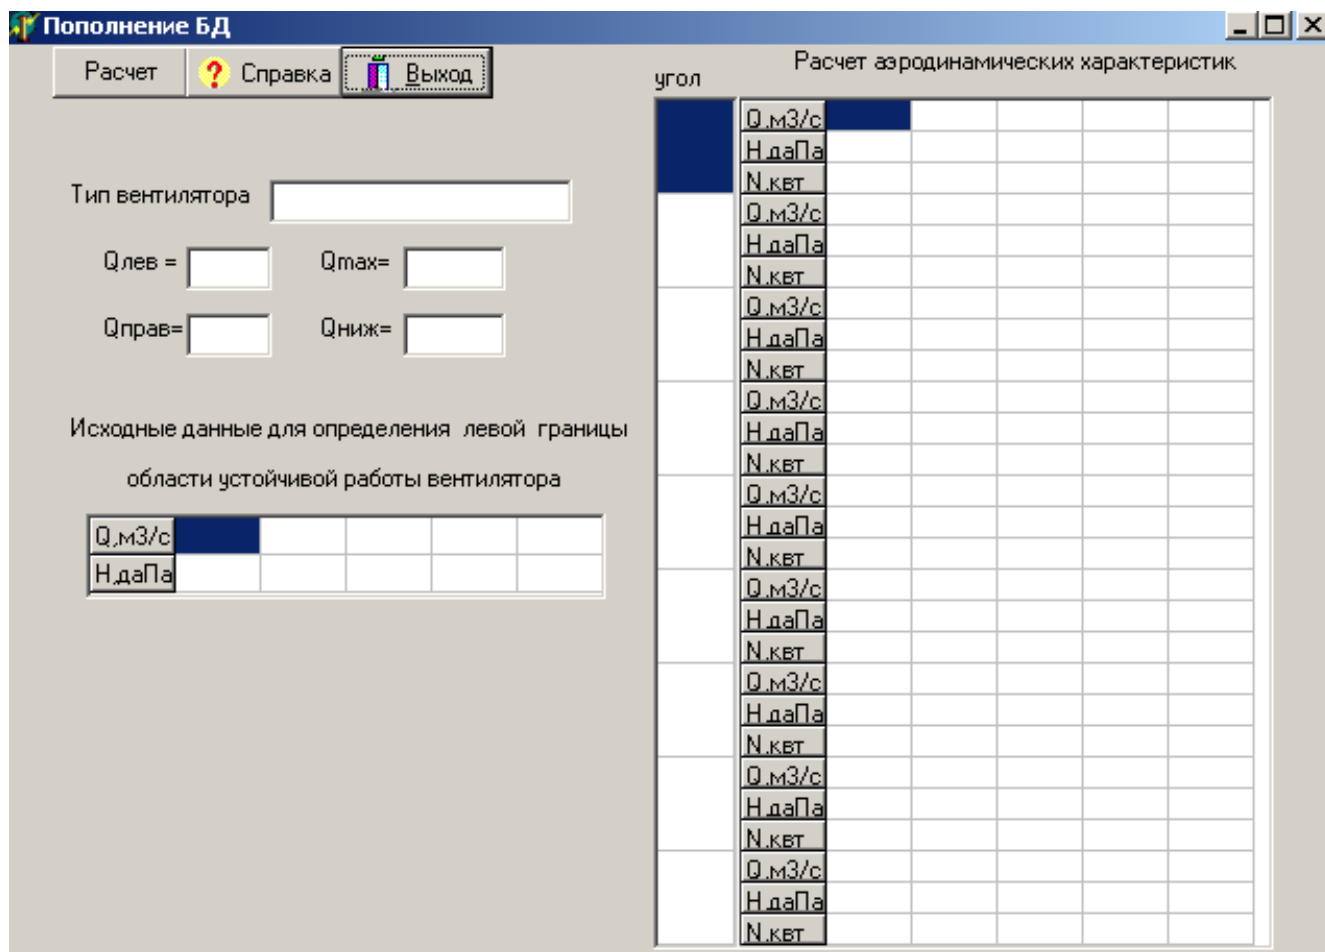 Пополнение БД
Расчет Справка Выход
Расчет аэродинамических характеристик
угол
Тип вентилятора
Qлев = Qmax=
Qправ= Qниж=
Исходные данные для определения левой границы
области устойчивой работы вентилятора
Q,м3/с
Н,даПа
Q.м3/с
Н.даПа
N.квт
Q.м3/с
Н.даПа
N.квт
Q.м3/с
Н.даПа
N.квт
Q.м3/с
Н.даПа
N.квт
Q.м3/с
Н.даПа
N.квт
Q.м3/с
Н.даПа
N.квт
Q.м3/с
Н.даПа
N.квт
Q.м3/с
Н.даПа
N.квт
Q.м3/с
Н.даПа
N.квт